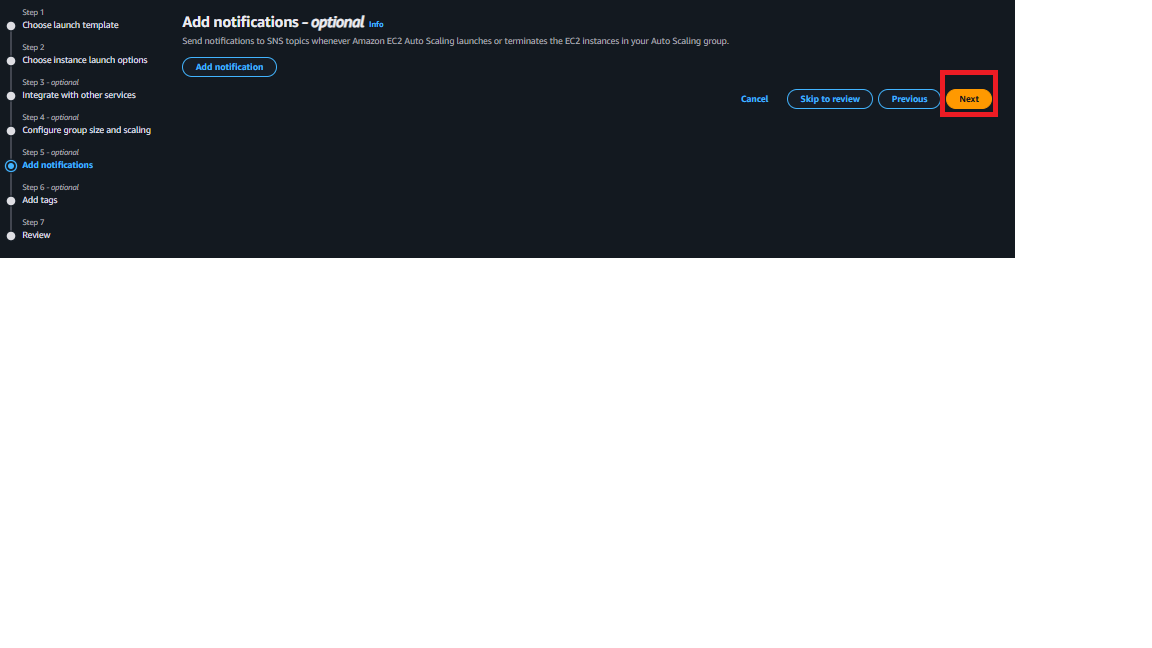 Step 1
Choose launch template
Step 2
Choose instance launch options
Step 3 - optional
Integrate with other services
Step 4 - optional
Configure group size and scaling
Step 5 - optional
Add notifications
Step 6 - optional
Add tags
Step 7
Review
Add notifications - optional Info
Send notifications to SNS topics whenever Amazon EC2 Auto Scaling launches or terminates the EC2 instances in your Auto Scaling group.
Add notification
Cancel Skip to review Previous Next